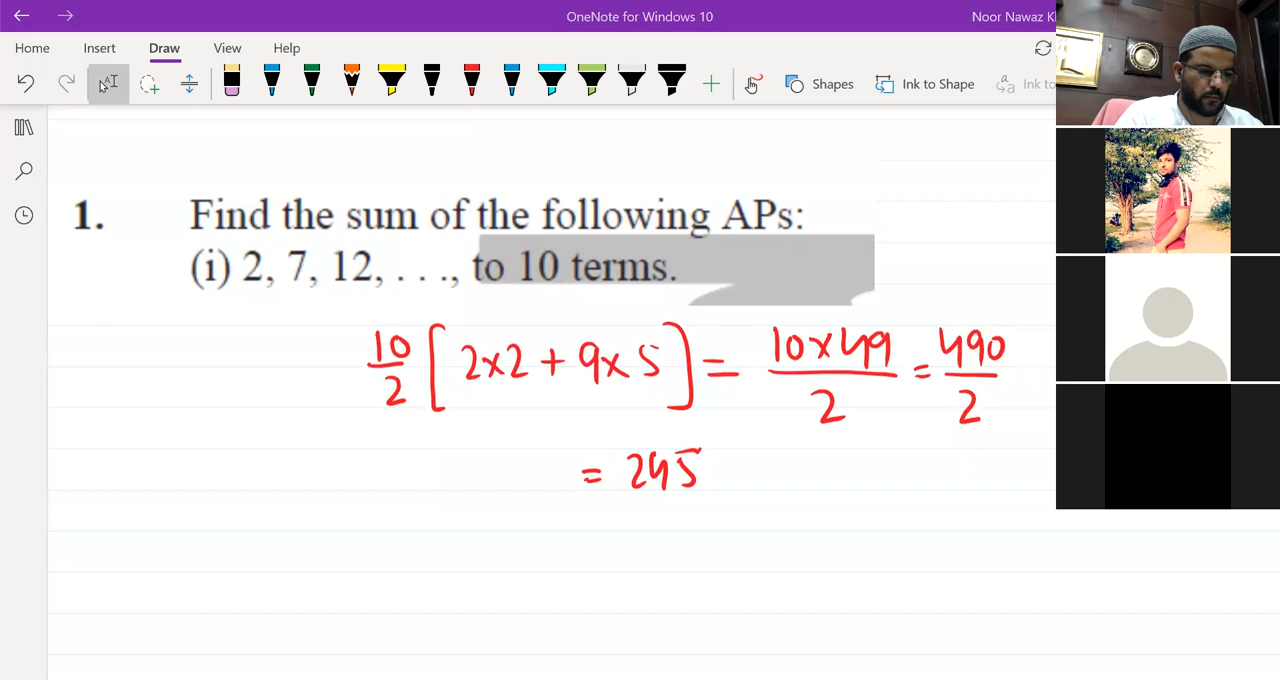 OneNote for Windows 10
Noor Nawaz K
Home Insert Draw View Help
Shapes Ink to Shape Ink to
1. Find the sum of the following APs:
(i) 2, 7, 12, . . ., to 10 terms.
10/2 [ 2×2 + 9×5 ] = 10×49/2 = 490/2
= 245